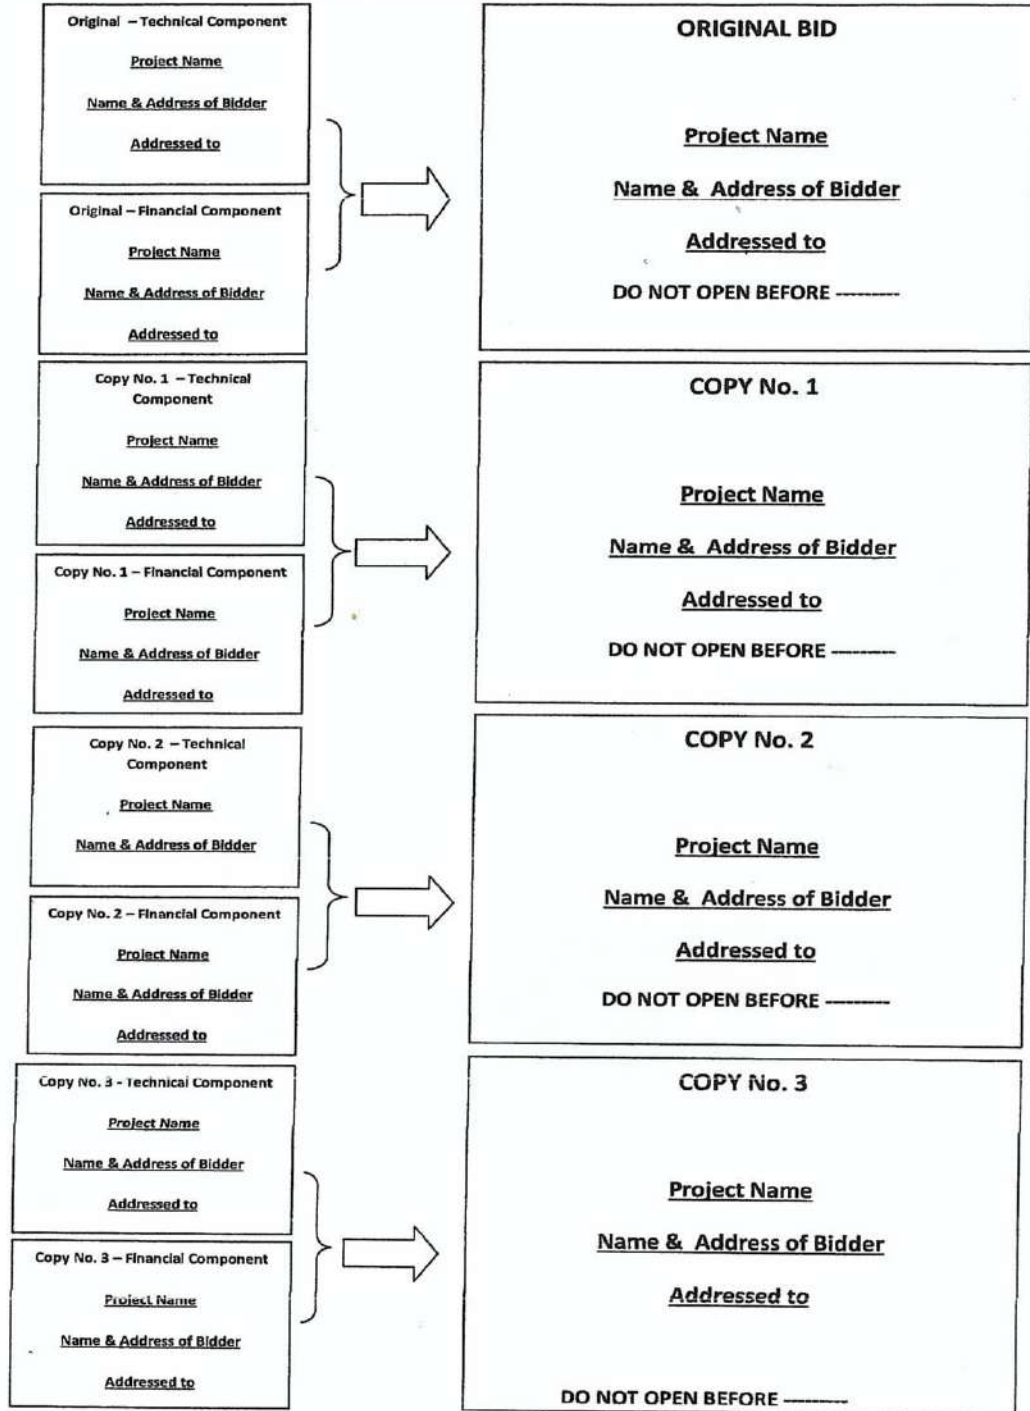 Original – Technical Component
Project Name
Name & Address of Bidder
Addressed to
Original – Financial Component
Project Name
Name & Address of Bidder
Addressed to
ORIGINAL BID
Project Name
Name & Address of Bidder
Addressed to
DO NOT OPEN BEFORE ---------
Copy No. 1 – Technical
Component
Project Name
Name & Address of Bidder
Addressed to
Copy No. 1 – Financial Component
Project Name
Name & Address of Bidder
Addressed to
COPY No. 1
Project Name
Name & Address of Bidder
Addressed to
DO NOT OPEN BEFORE ---------
Copy No. 2 – Technical
Component
Project Name
Name & Address of Bidder
Copy No. 2 – Financial Component
Project Name
Name & Address of Bidder
Addressed to
COPY No. 2
Project Name
Name & Address of Bidder
Addressed to
DO NOT OPEN BEFORE ---------
Copy No. 3 - Technical Component
Project Name
Name & Address of Bidder
Addressed to
Copy No. 3 – Financial Component
Project Name
Name & Address of Bidder
Addressed to
COPY No. 3
Project Name
Name & Address of Bidder
Addressed to
DO NOT OPEN BEFORE ---------